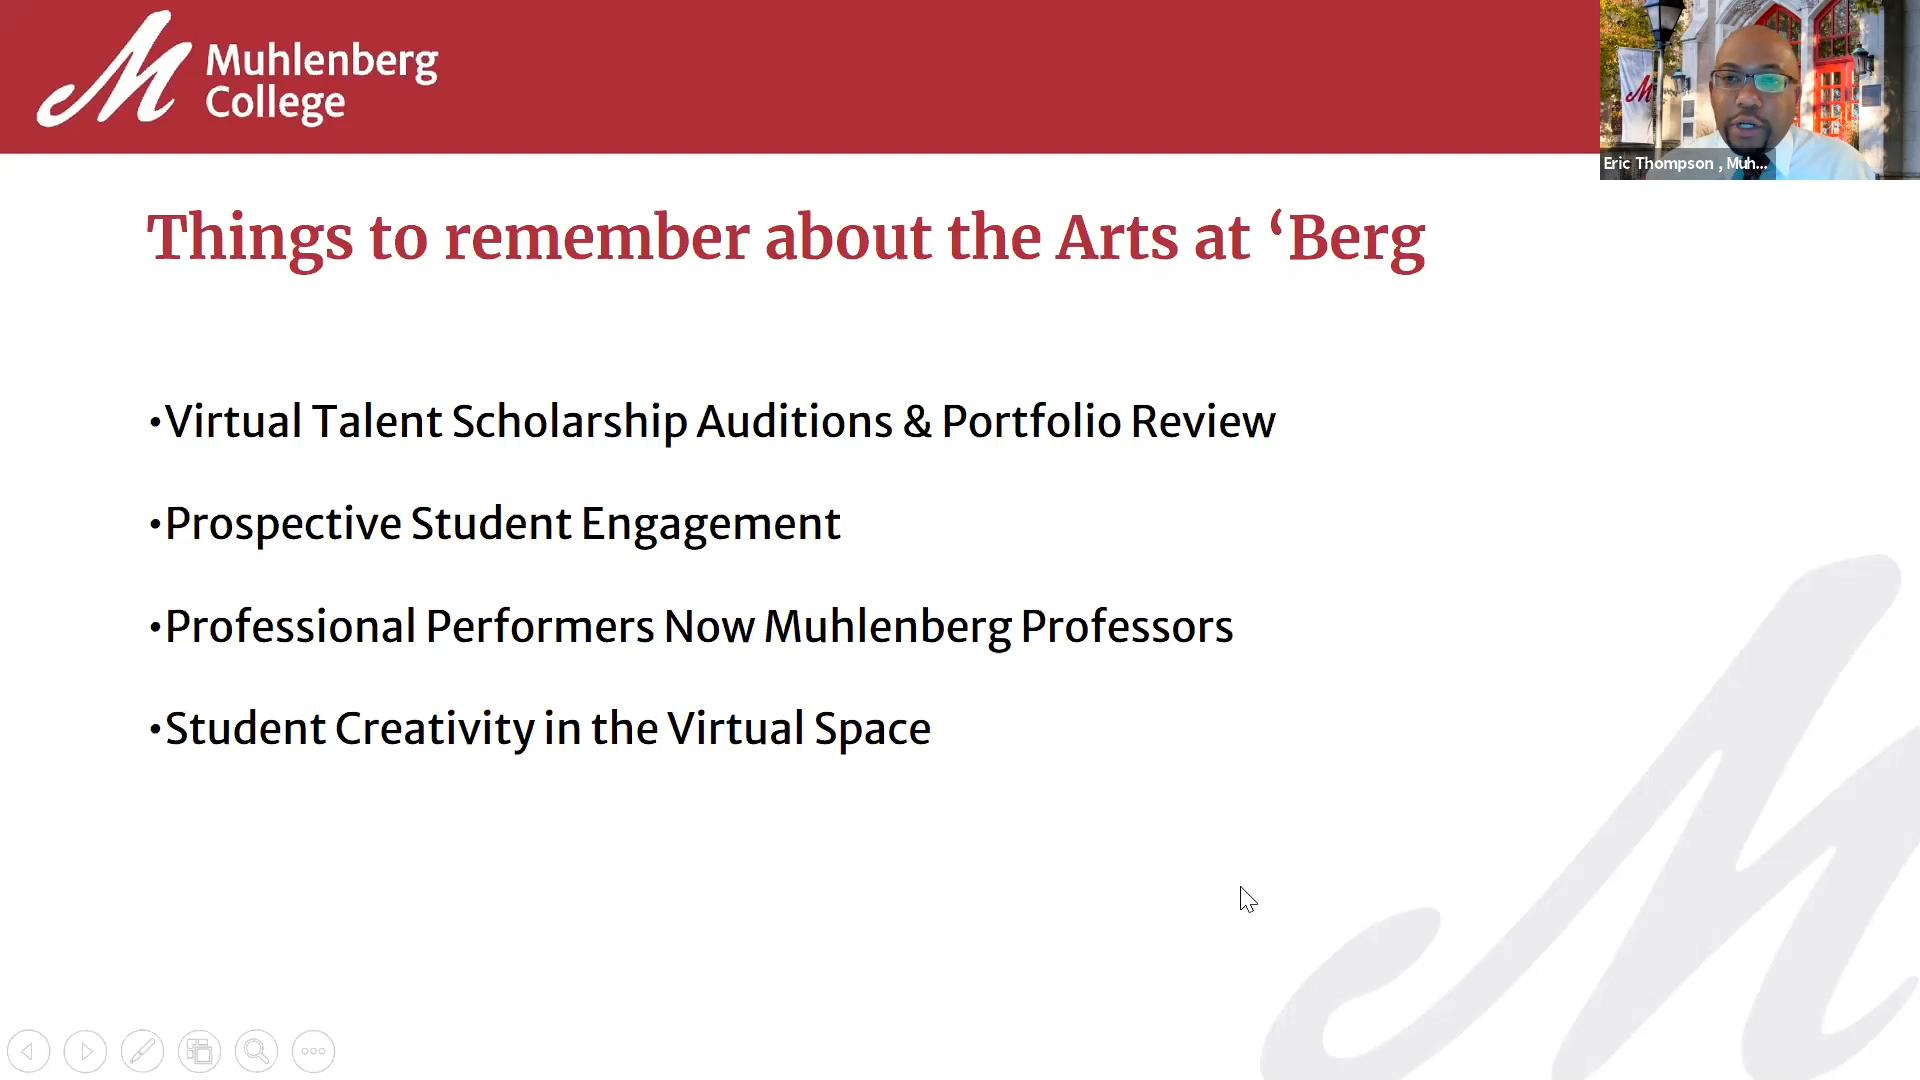 Muhlenberg
College
Eric Thompson , Muh...
Things to remember about the Arts at ‘Berg
•Virtual Talent Scholarship Auditions & Portfolio Review
•Prospective Student Engagement
•Professional Performers Now Muhlenberg Professors
•Student Creativity in the Virtual Space